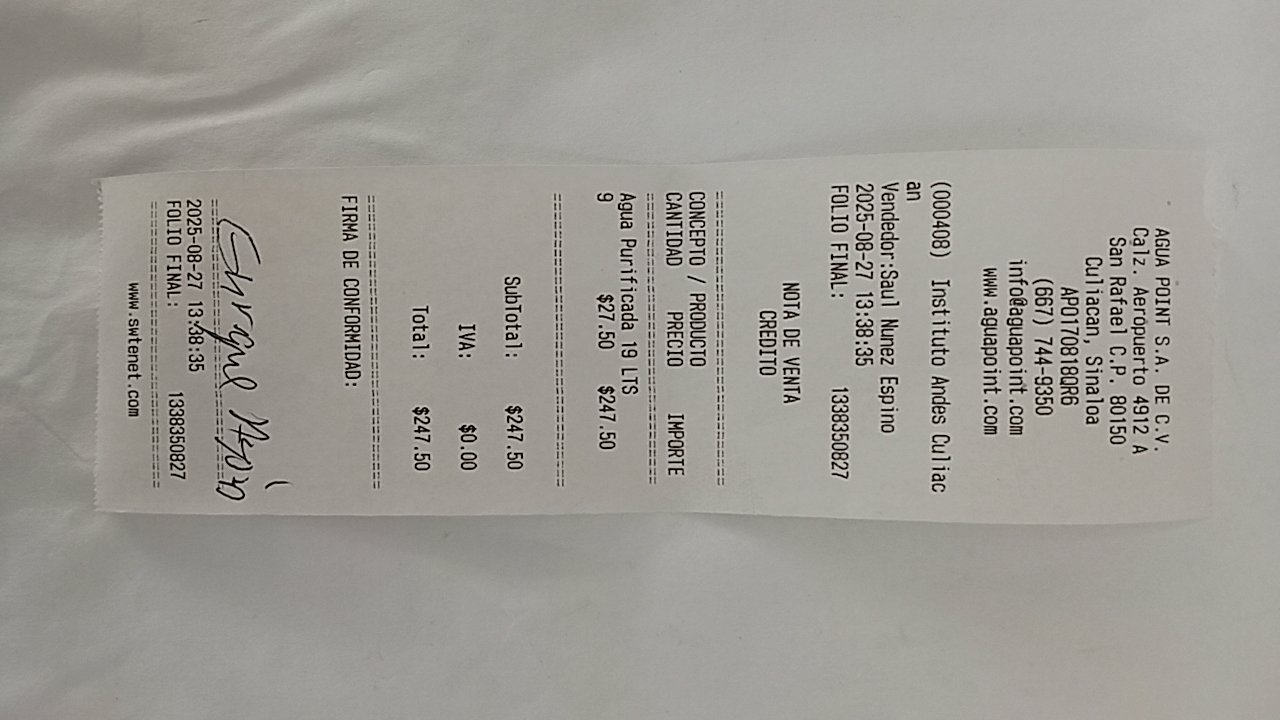 AGUA POINT S.A. DE C.V.
Calz. Aeropuerto 4912 A
San Rafael C.P. 80150
Culiacan, Sinaloa
APO170818QR6
(667) 744-9350
info@aguapoint.com
www.aguapoint.com
(000408) Instituto Andes Culiac
an
Vendedor:Saul Nunez Espino
2025-08-27 13:38:35
FOLIO FINAL: 1338350827
NOTA DE VENTA
CREDITO
CONCEPTO / PRODUCTO
CANTIDAD PRECIO IMPORTE
Agua Purificada 19 LTS
9 $27.50 $247.50
SubTotal: $247.50
IVA: $0.00
Total: $247.50
FIRMA DE CONFORMIDAD:
2025-08-27 13:38:35
FOLIO FINAL: 1338350827
www.swtenet.com